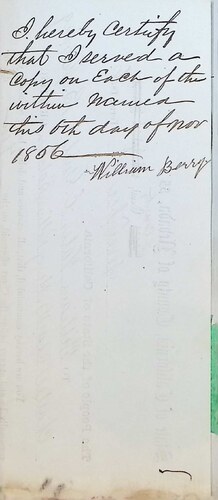 I hereby certify
that I served a
copy on Each of the
within Named
this 6th day of Nov
1856
William Berry